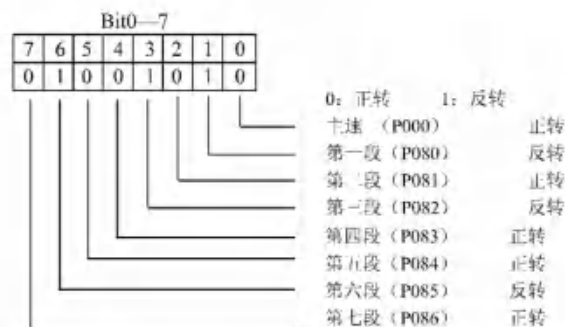 Bit0—7
7 6 5 4 3 2 1 0
0 1 0 0 1 0 1 0
0：正转 1：反转
主速 （P000） 正转
第一段（P080） 反转
第二段（P081） 正转
第三段（P082） 反转
第四段（P083） 正转
第五段（P084） 正转
第六段（P085） 反转
第七段（P086） 正转